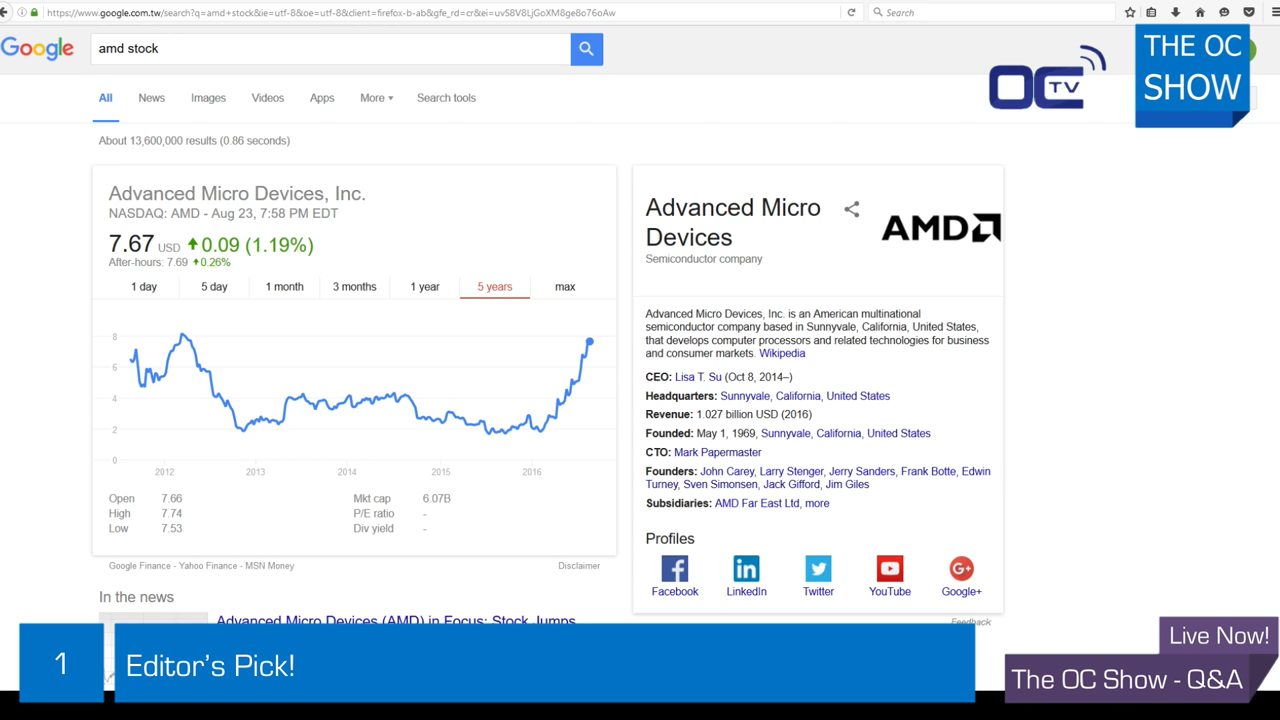 https://www.google.com.tw/search?q=amd+stock&ie=utf-8&oe=utf-8&client=firefox-b-ab&gfe_rd=cr&ei=uvS8V8LjGoXM8ge8o76oAw
Search
Google
amd stock
THE OC
SHOW
OC TV
All News Images Videos Apps More Search tools
About 13,600,000 results (0.86 seconds)
Advanced Micro Devices, Inc.
NASDAQ: AMD - Aug 23, 7:58 PM EDT
7.67 USD 0.09 (1.19%)
After-hours: 7.69 0.26%
1 day 5 day 1 month 3 months 1 year 5 years max
8
6
4
2
0
2012 2013 2014 2015 2016
Open 7.66 Mkt cap 6.07B
High 7.74 P/E ratio -
Low 7.53 Div yield -
Google Finance - Yahoo Finance - MSN Money Disclaimer
In the news
Advanced Micro Devices (AMD) in Focus: Stock Jumps
Advanced Micro
Devices
Semiconductor company
AMD
Advanced Micro Devices, Inc. is an American multinational
semiconductor company based in Sunnyvale, California, United States,
that develops computer processors and related technologies for business
and consumer markets. Wikipedia
CEO: Lisa T. Su (Oct 8, 2014–)
Headquarters: Sunnyvale, California, United States
Revenue: 1.027 billion USD (2016)
Founded: May 1, 1969, Sunnyvale, California, United States
CTO: Mark Papermaster
Founders: John Carey, Larry Stenger, Jerry Sanders, Frank Botte, Edwin
Turney, Sven Simonsen, Jack Gifford, Jim Giles
Subsidiaries: AMD Far East Ltd, more
Profiles
Facebook LinkedIn Twitter YouTube Google+
Feedback
1 Editor's Pick!
Live Now!
The OC Show - Q&A